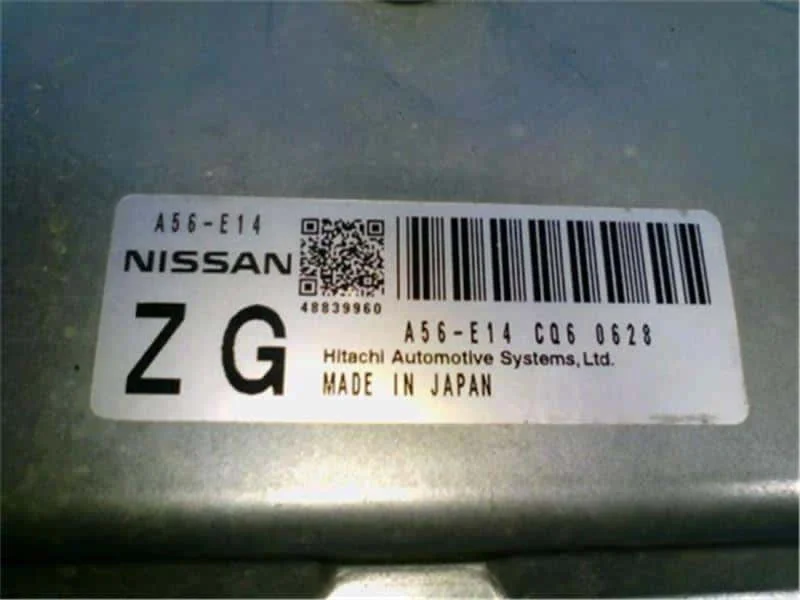 A56-E14
NISSAN
ZG
48839960
A56-E14 CQ6 0628
Hitachi Automotive Systems, Ltd.
MADE IN JAPAN